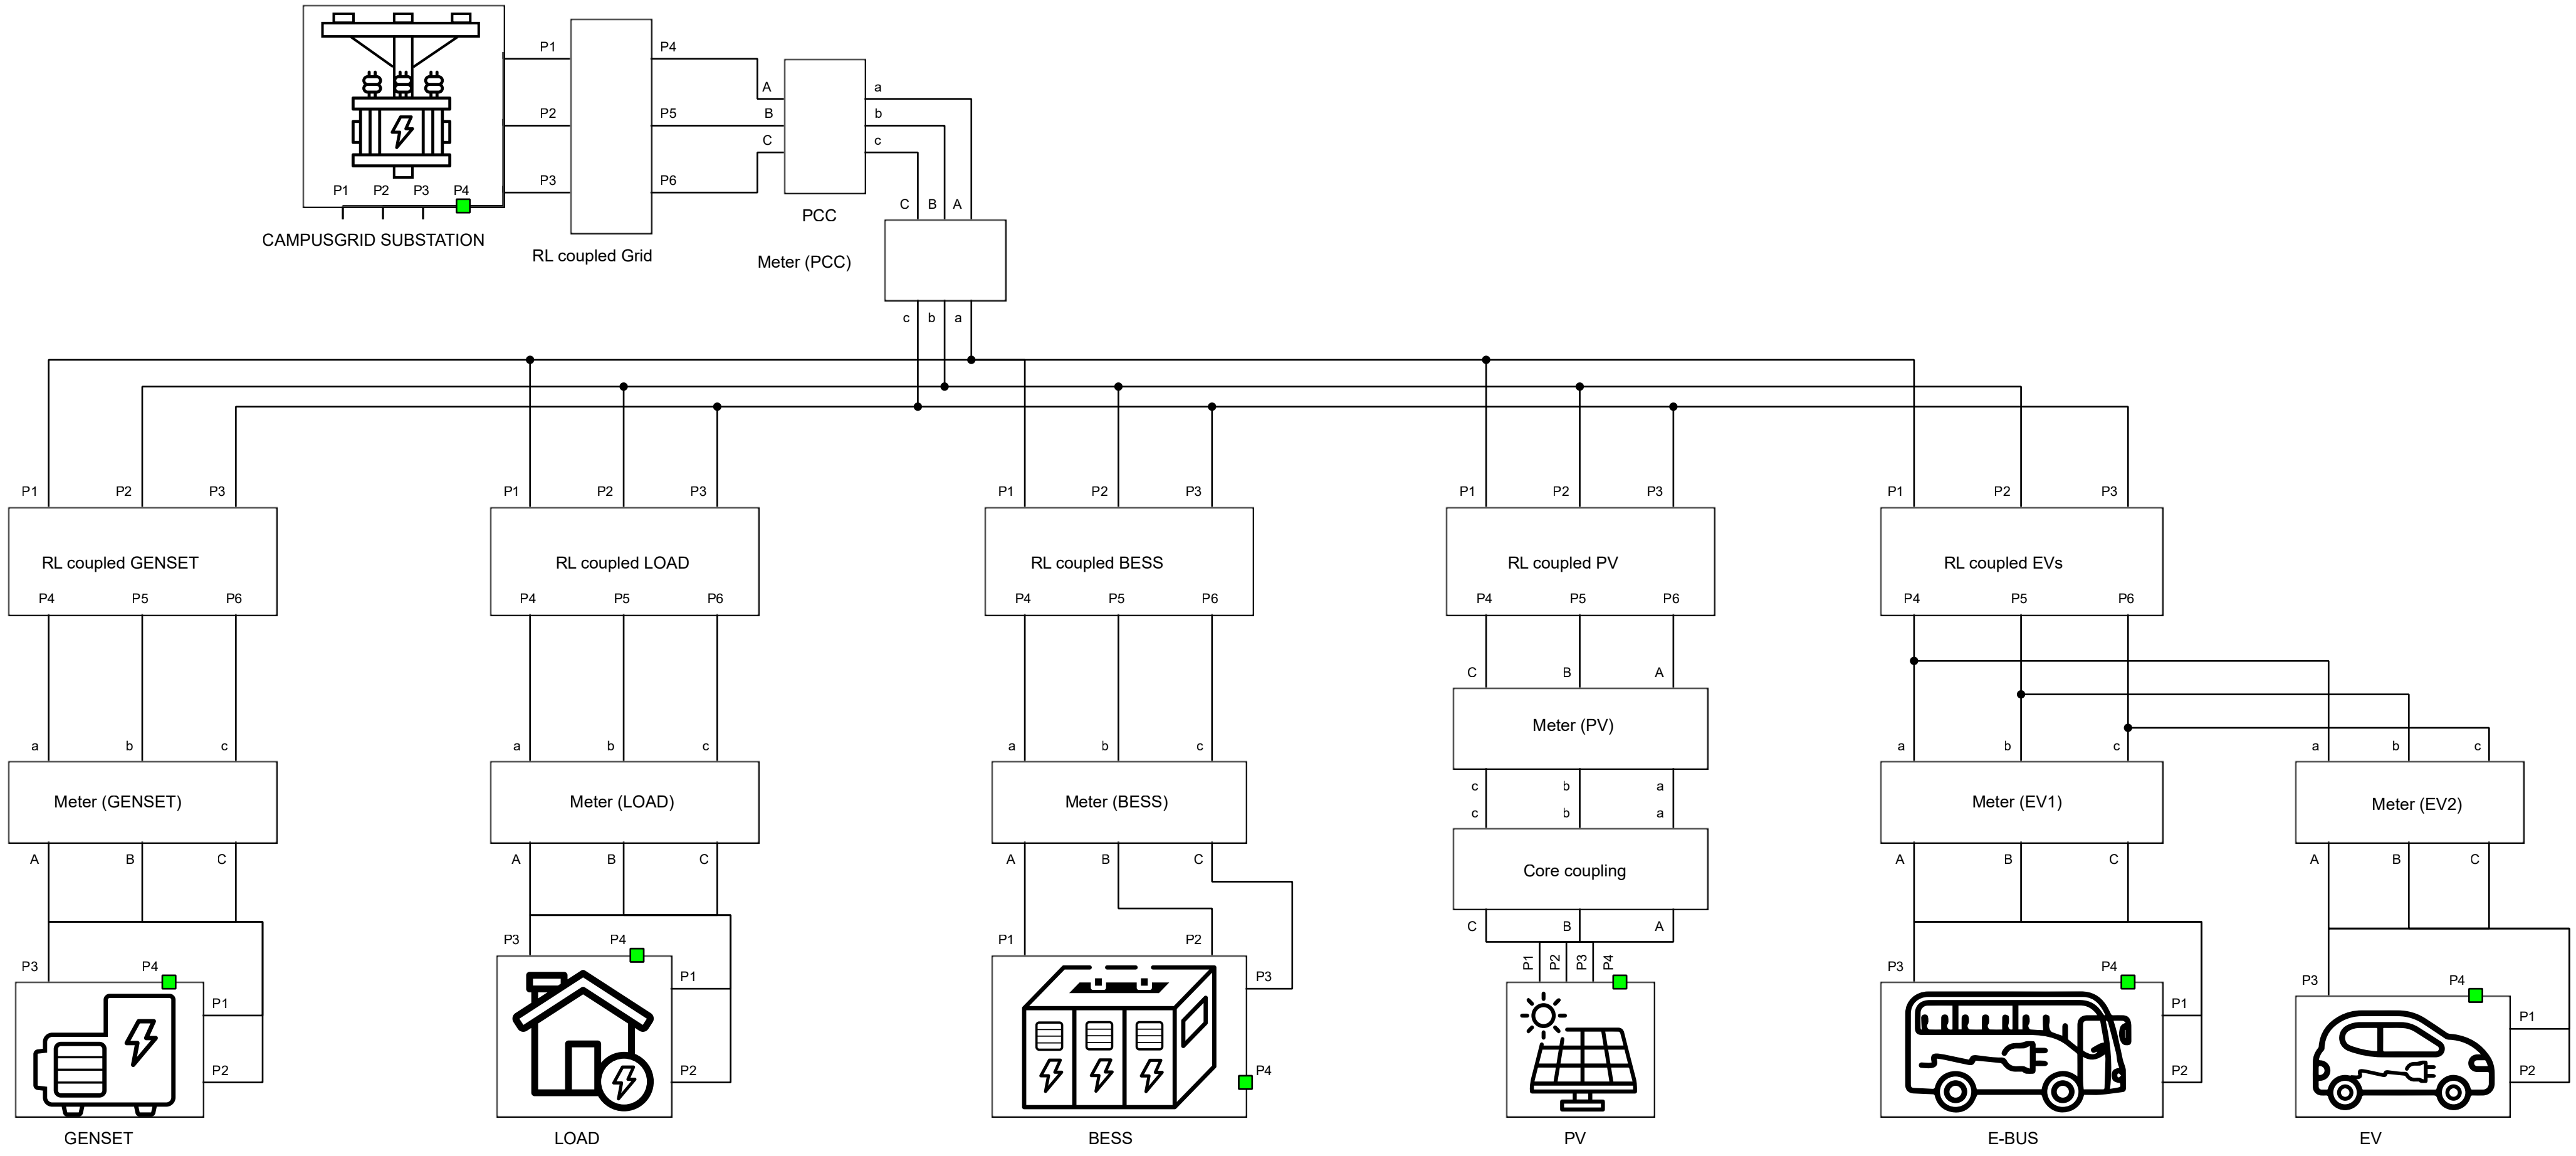 P1 P4
A a
P2 P5 B b
C c
P3 P6
P1 P2 P3 P4
C B A
PCC
CAMPUSGRID SUBSTATION
RL coupled Grid
Meter (PCC)
c b a
P1 P2 P3 P1 P2 P3 P1 P2 P3 P1 P2 P3 P1 P2 P3
RL coupled GENSET RL coupled LOAD RL coupled BESS RL coupled PV RL coupled EVs
P4 P5 P6 P4 P5 P6 P4 P5 P6 P4 P5 P6 P4 P5 P6
C B A
Meter (PV)
a b c a b c a b c a b c a b c
c b a
Meter (GENSET) Meter (LOAD) Meter (BESS) Meter (EV1) Meter (EV2)
c b a
A B C A B C A B C A B C A B C
Core coupling
C B A
P3 P4 P1 P2
P1 P2 P3 P4
P3 P4 P3 P4
P1 P3 P3 P4
P1 P1 P1
P2 P2 P4 P2 P2
GENSET LOAD BESS PV E-BUS EV